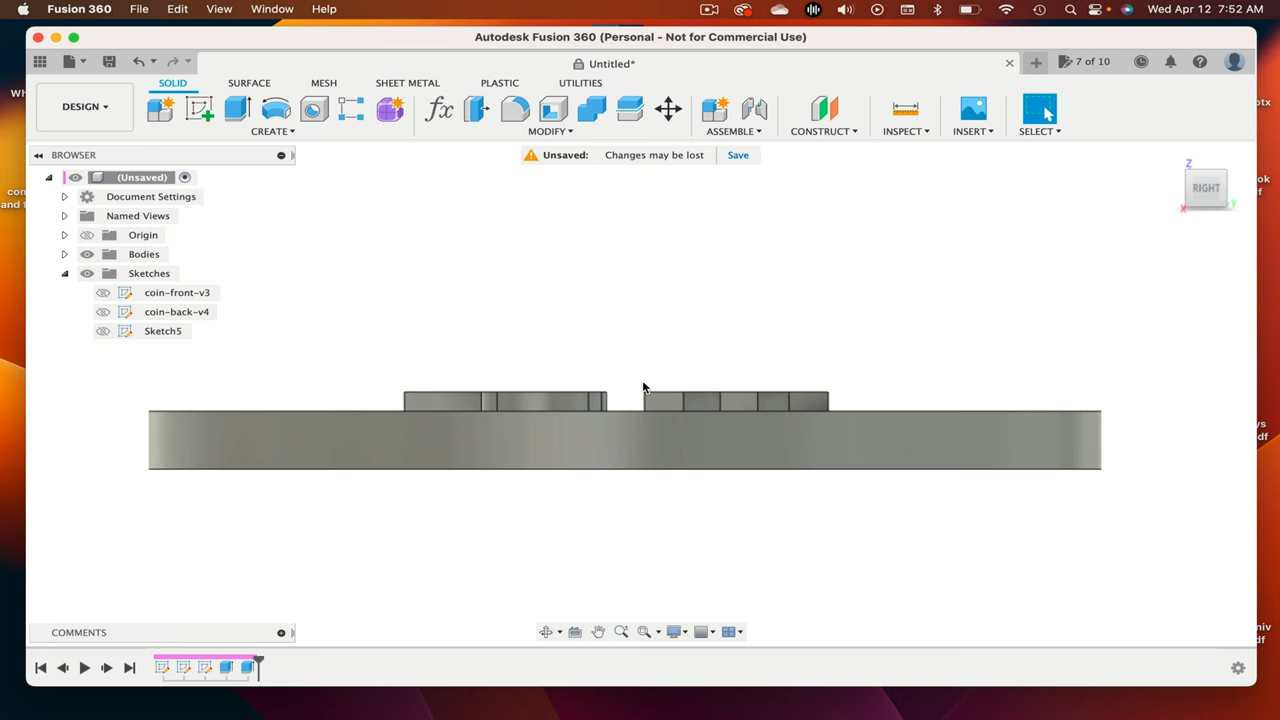 Fusion 360 File Edit View Window Help Wed Apr 12 7:52 AM
Autodesk Fusion 360 (Personal - Not for Commercial Use)
Untitled* 7 of 10
SOLID SURFACE MESH SHEET METAL PLASTIC UTILITIES
DESIGN
fx
CREATE MODIFY ASSEMBLE CONSTRUCT INSPECT INSERT SELECT
BROWSER
Unsaved: Changes may be lost Save
(Unsaved)
Document Settings
Named Views
Origin
Bodies
Sketches
coin-front-v3
coin-back-v4
Sketch5
Z
RIGHT
X
Y
COMMENTS